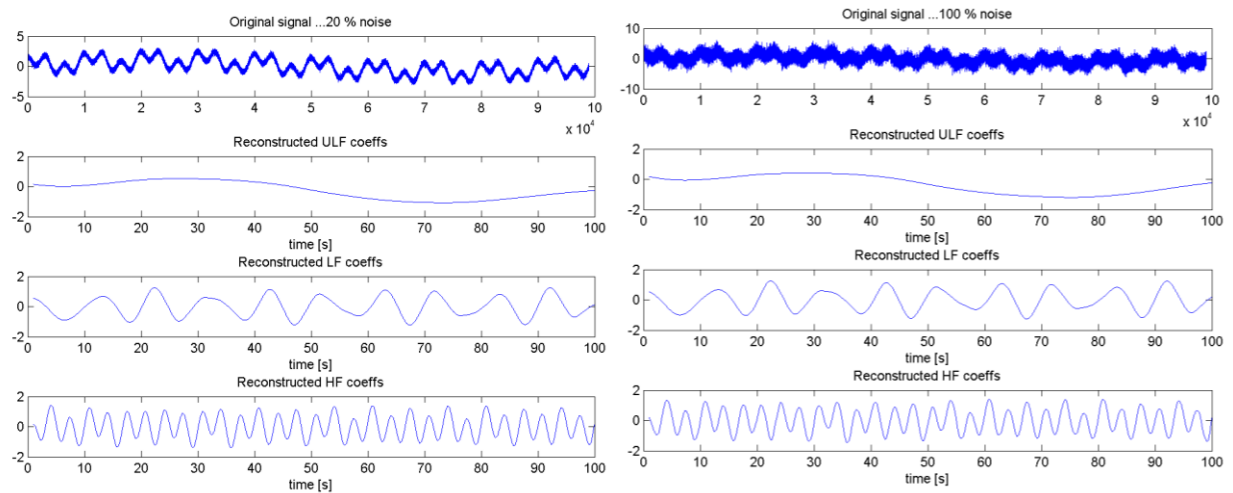 Original signal ...20 % noise
5
0
-5
0 1 2 3 4 5 6 7 8 9 10
x 10^4
Reconstructed ULF coeffs
2
0
-2
0 10 20 30 40 50 60 70 80 90 100
time [s]
Reconstructed LF coeffs
2
0
-2
0 10 20 30 40 50 60 70 80 90 100
time [s]
Reconstructed HF coeffs
2
0
-2
0 10 20 30 40 50 60 70 80 90 100
time [s]
Original signal ...100 % noise
10
0
-10
0 1 2 3 4 5 6 7 8 9 10
x 10^4
Reconstructed ULF coeffs
2
0
-2
0 10 20 30 40 50 60 70 80 90 100
time [s]
Reconstructed LF coeffs
2
0
-2
0 10 20 30 40 50 60 70 80 90 100
time [s]
Reconstructed HF coeffs
2
0
-2
0 10 20 30 40 50 60 70 80 90 100
time [s]